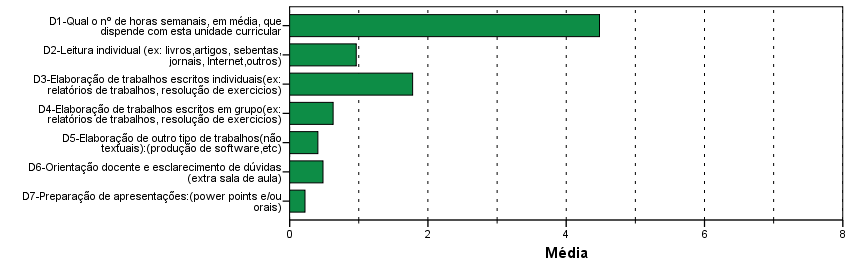 D1-Qual o nº de horas semanais, em média, que
dispende com esta unidade curricular
D2-Leitura individual (ex: livros,artigos, sebentas,
jornais, Internet,outros)
D3-Elaboração de trabalhos escritos individuais(ex:
relatórios de trabalhos, resolução de exercicios)
D4-Elaboração de trabalhos escritos em grupo(ex:
relatórios de trabalhos, resolução de exercicios)
D5-Elaboração de outro tipo de trabalhos(não
textuais):(produção de software,etc)
D6-Orientação docente e esclarecimento de dúvidas
(extra sala de aula)
D7-Preparação de apresentações:(power points e/ou
orais)
0 2 4 6 8
Média